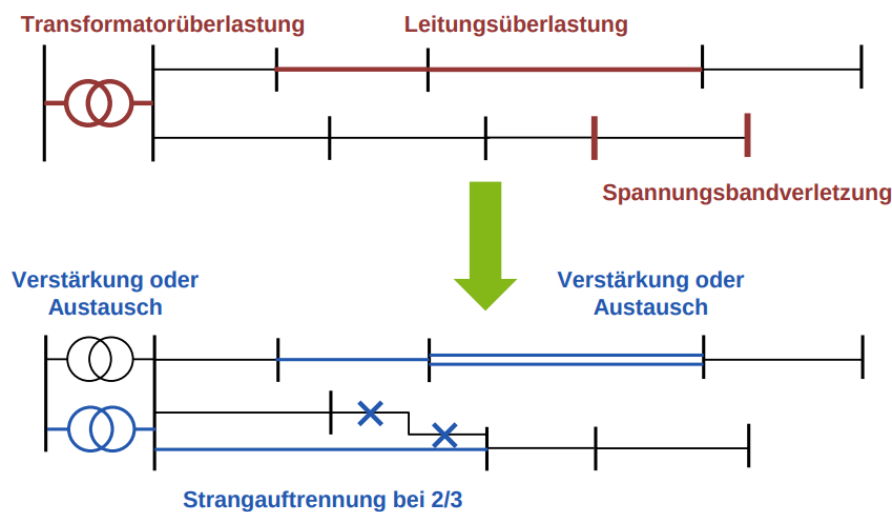 Transformatorüberlastung
Leitungsüberlastung
Spannungsbandverletzung
Verstärkung oder
Austausch
Verstärkung oder
Austausch
Strangauftrennung bei 2/3